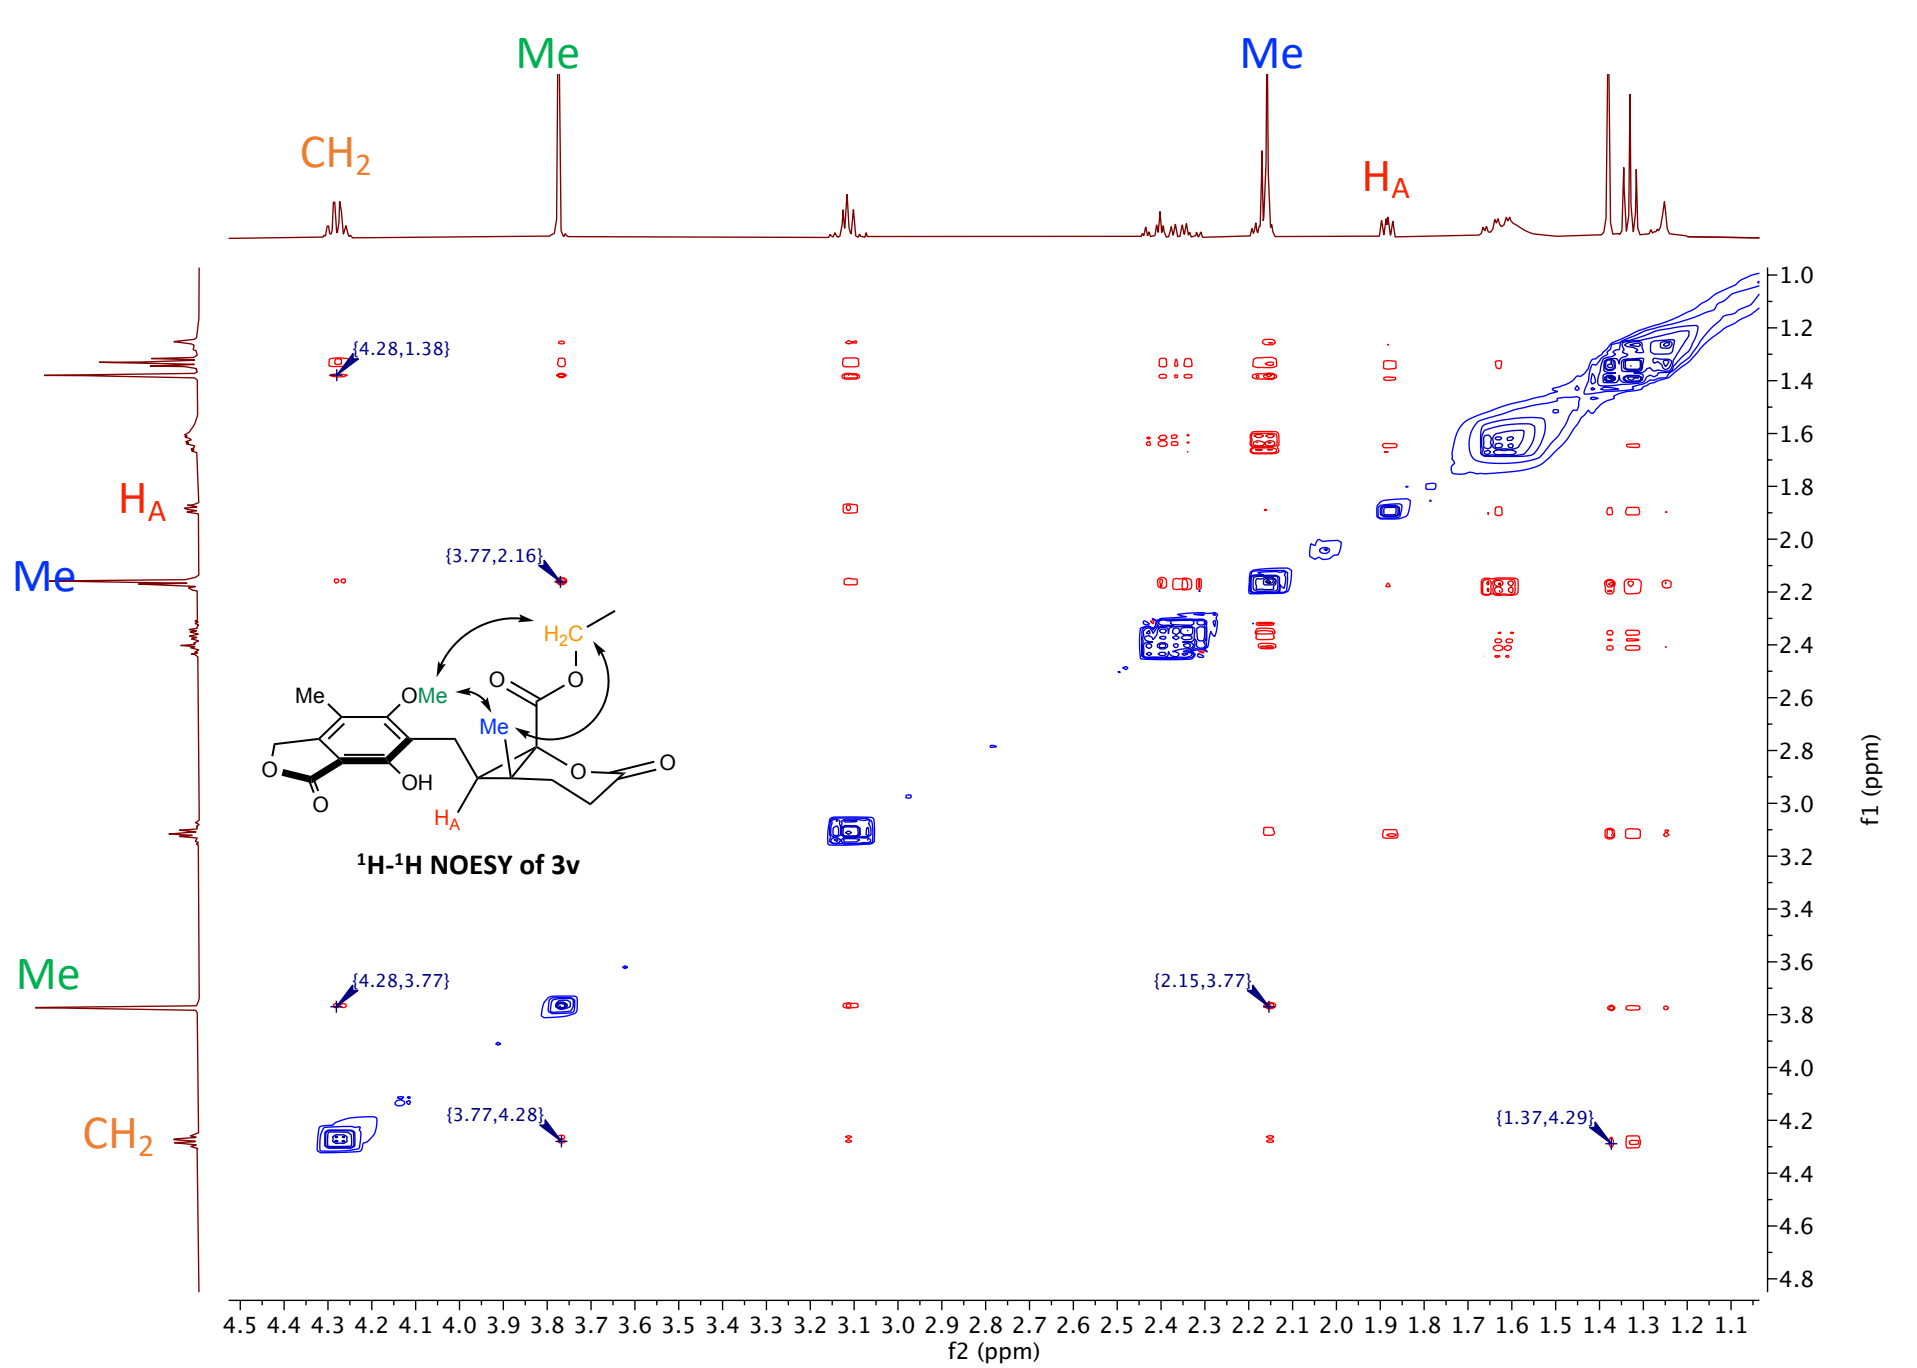 Me
Me
CH2
HA
1.0
1.2
{4.28,1.38}
1.4
1.6
HA
1.8
2.0
{3.77,2.16}
Me
2.2
2.4
H2C
2.6
O
O
Me
OMe
Me
2.8
O
O
O
OH
O
3.0
HA
f1 (ppm)
1H-1H NOESY of 3v
3.2
3.4
3.6
Me
{4.28,3.77}
{2.15,3.77}
3.8
4.0
{3.77,4.28}
{1.37,4.29}
CH2
4.2
4.4
4.6
4.8
4.5 4.4 4.3 4.2 4.1 4.0 3.9 3.8 3.7 3.6 3.5 3.4 3.3 3.2 3.1 3.0 2.9 2.8 2.7 2.6 2.5 2.4 2.3 2.2 2.1 2.0 1.9 1.8 1.7 1.6 1.5 1.4 1.3 1.2 1.1
f2 (ppm)